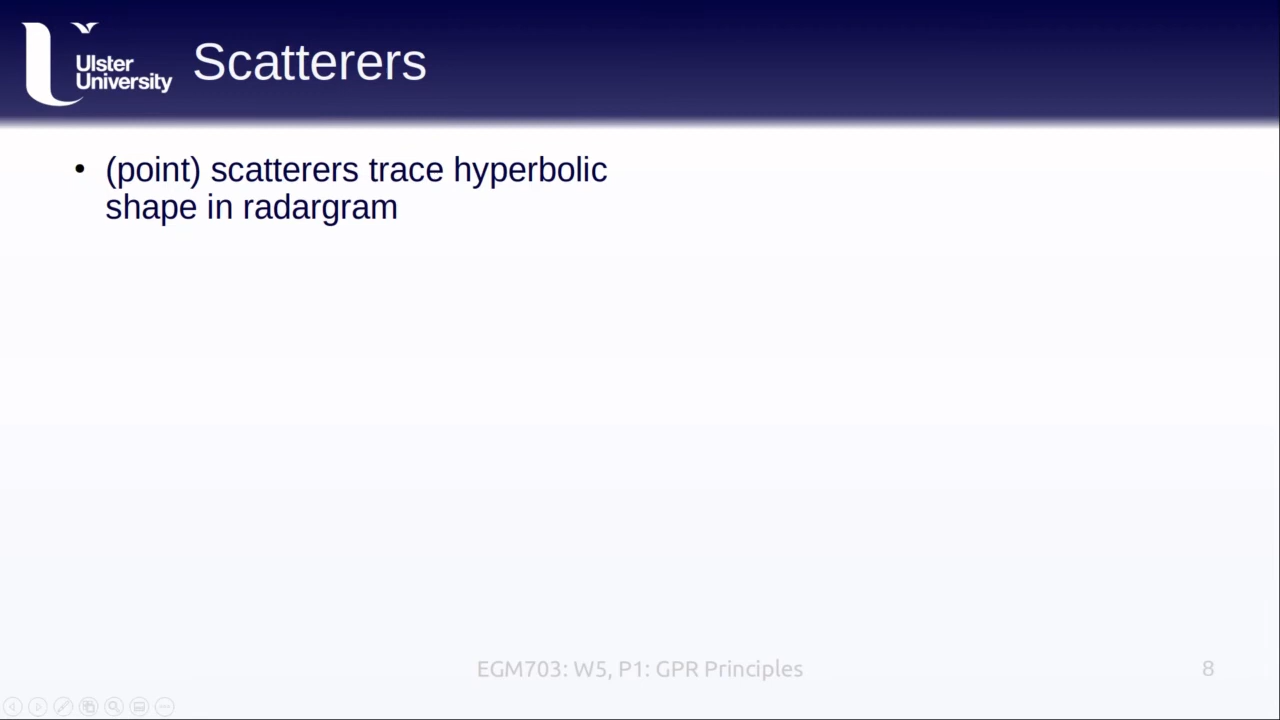 Ulster
University
Scatterers
• (point) scatterers trace hyperbolic
shape in radargram
EGM703: W5, P1: GPR Principles
8